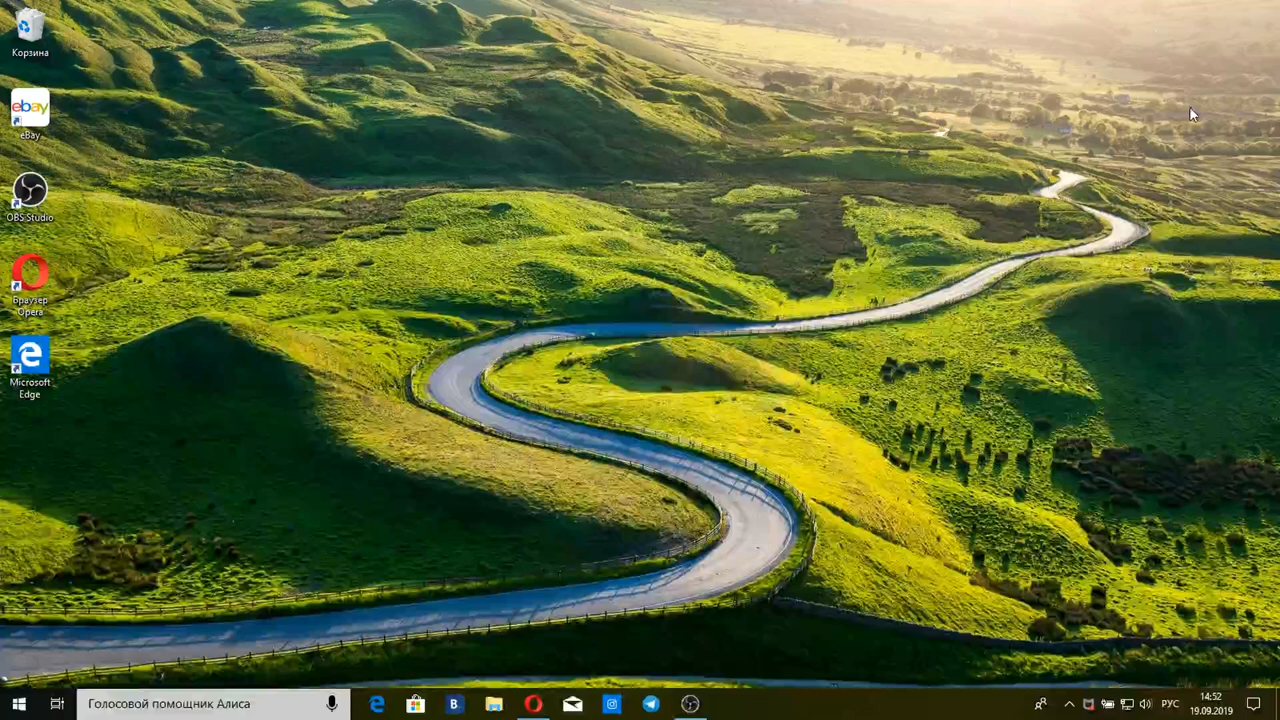 Корзина
ebay
eBay
OBS Studio
Браузер
Opera
Microsoft
Edge
Голосовой помощник Алиса
B
РУС
14:52
19.09.2019